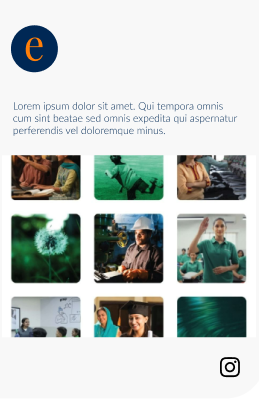 e
Lorem ipsum dolor sit amet. Qui tempora omnis
cum sint beatae sed omnis expedita qui aspernatur
perferendis vel doloremque minus.